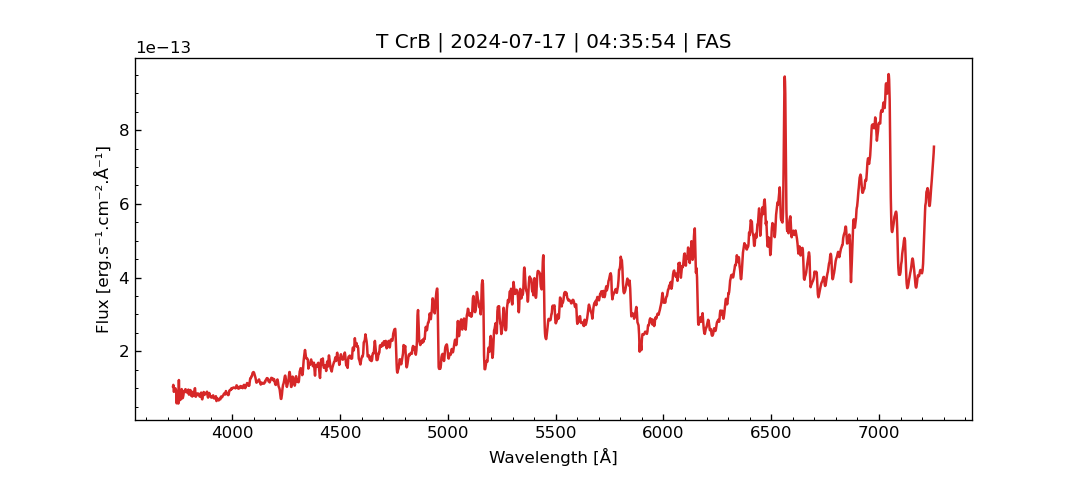 T CrB | 2024-07-17 | 04:35:54 | FAS
1e−13
8
6
4
2
Flux [erg.s⁻¹.cm⁻².Å⁻¹]
4000 4500 5000 5500 6000 6500 7000
Wavelength [Å]